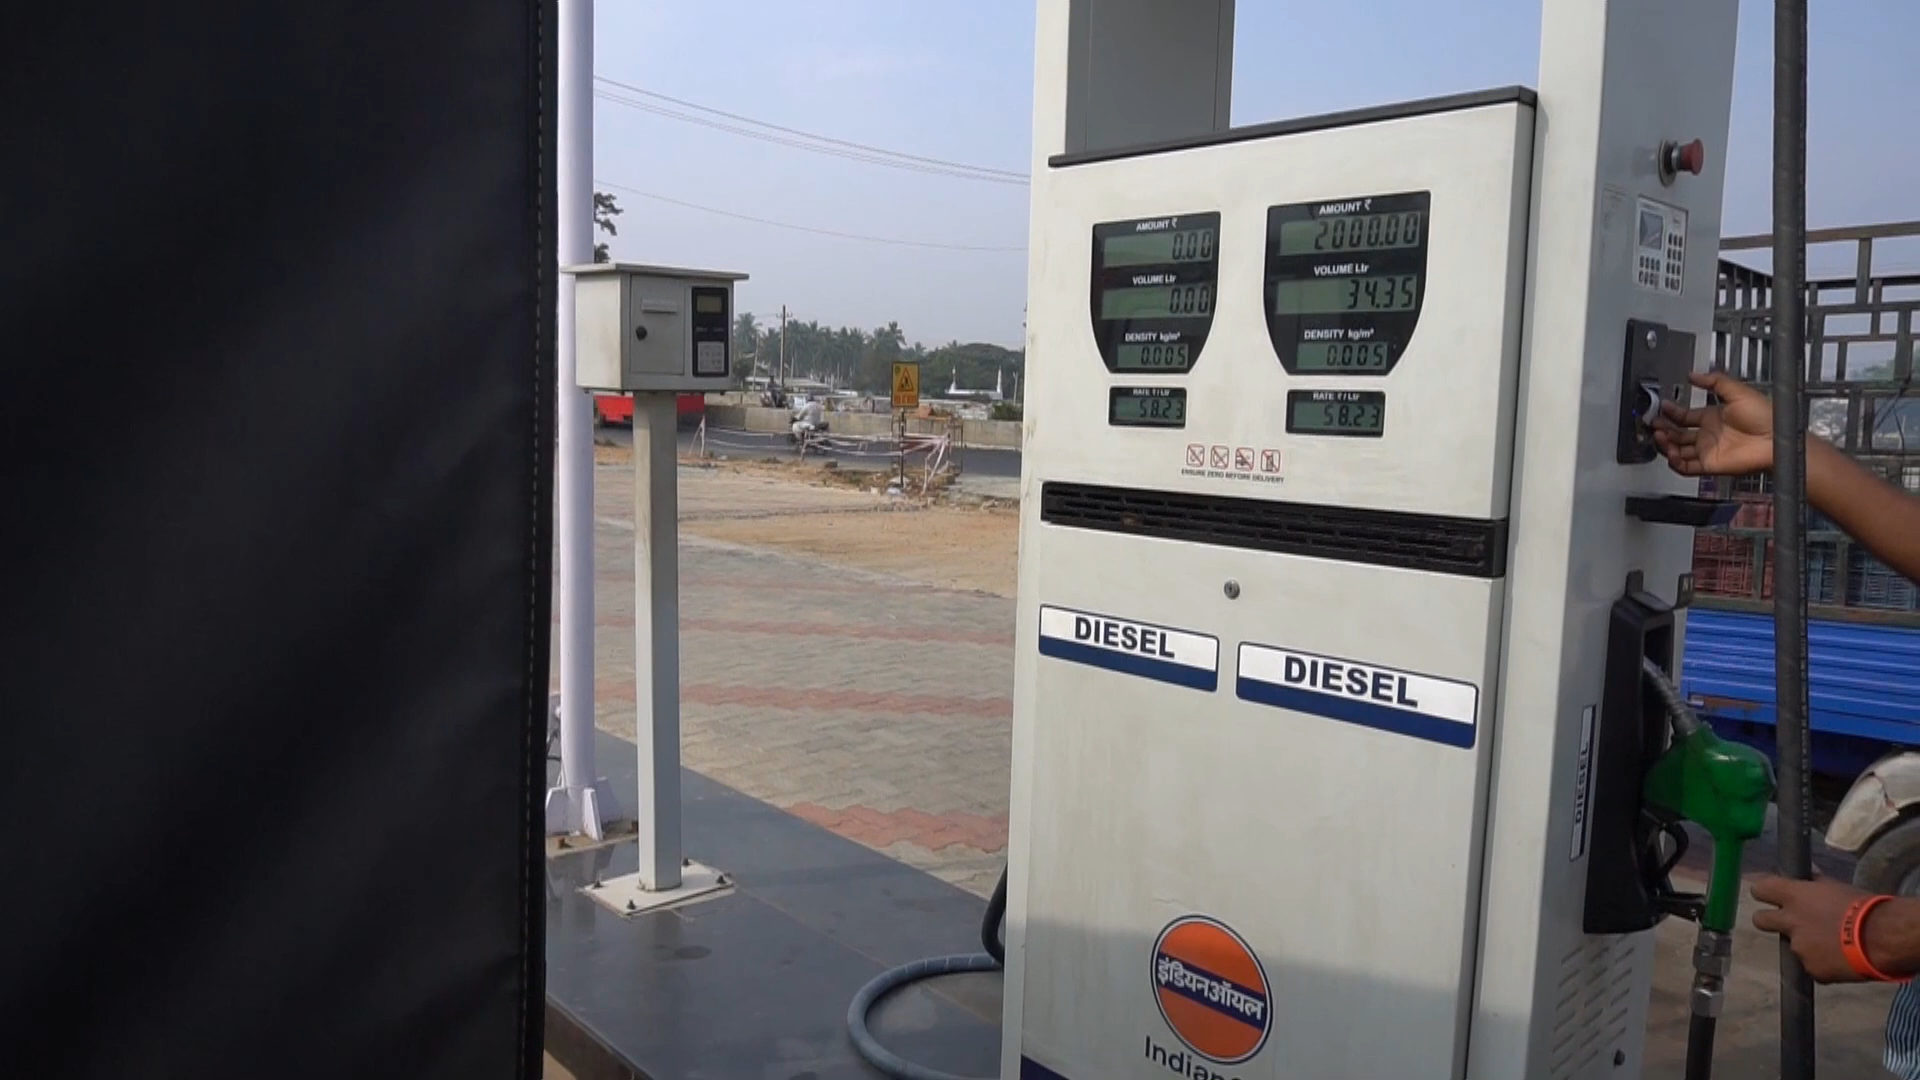 AMOUNT ₹
0.00
VOLUME Ltr
0.00
DENSITY kg/m³
0.005
RATE ₹ / Ltr
58.23
AMOUNT ₹
2000.00
VOLUME Ltr
34.35
DENSITY kg/m³
0.005
RATE ₹ / Ltr
58.23
ENSURE ZERO BEFORE DELIVERY
DIESEL
DIESEL
DIESEL
इंडियनऑयल
Indian